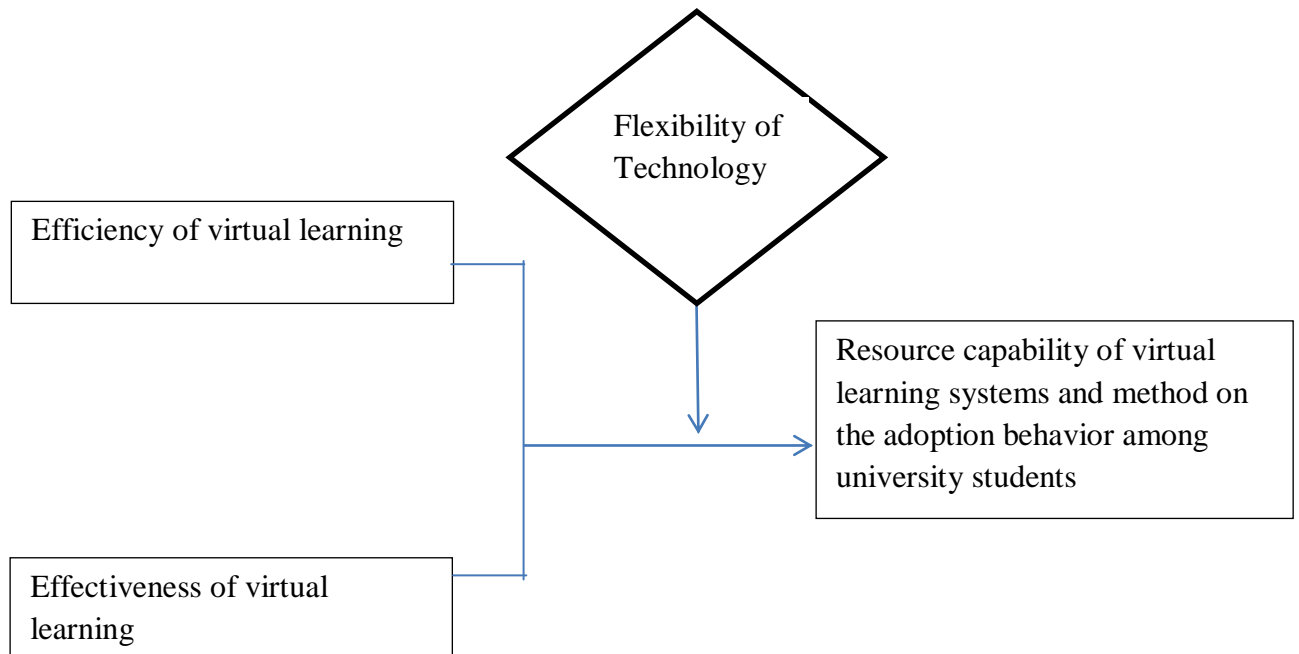 Flexibility of
Technology
Efficiency of virtual learning
Resource capability of virtual
learning systems and method on
the adoption behavior among
university students
Effectiveness of virtual
learning